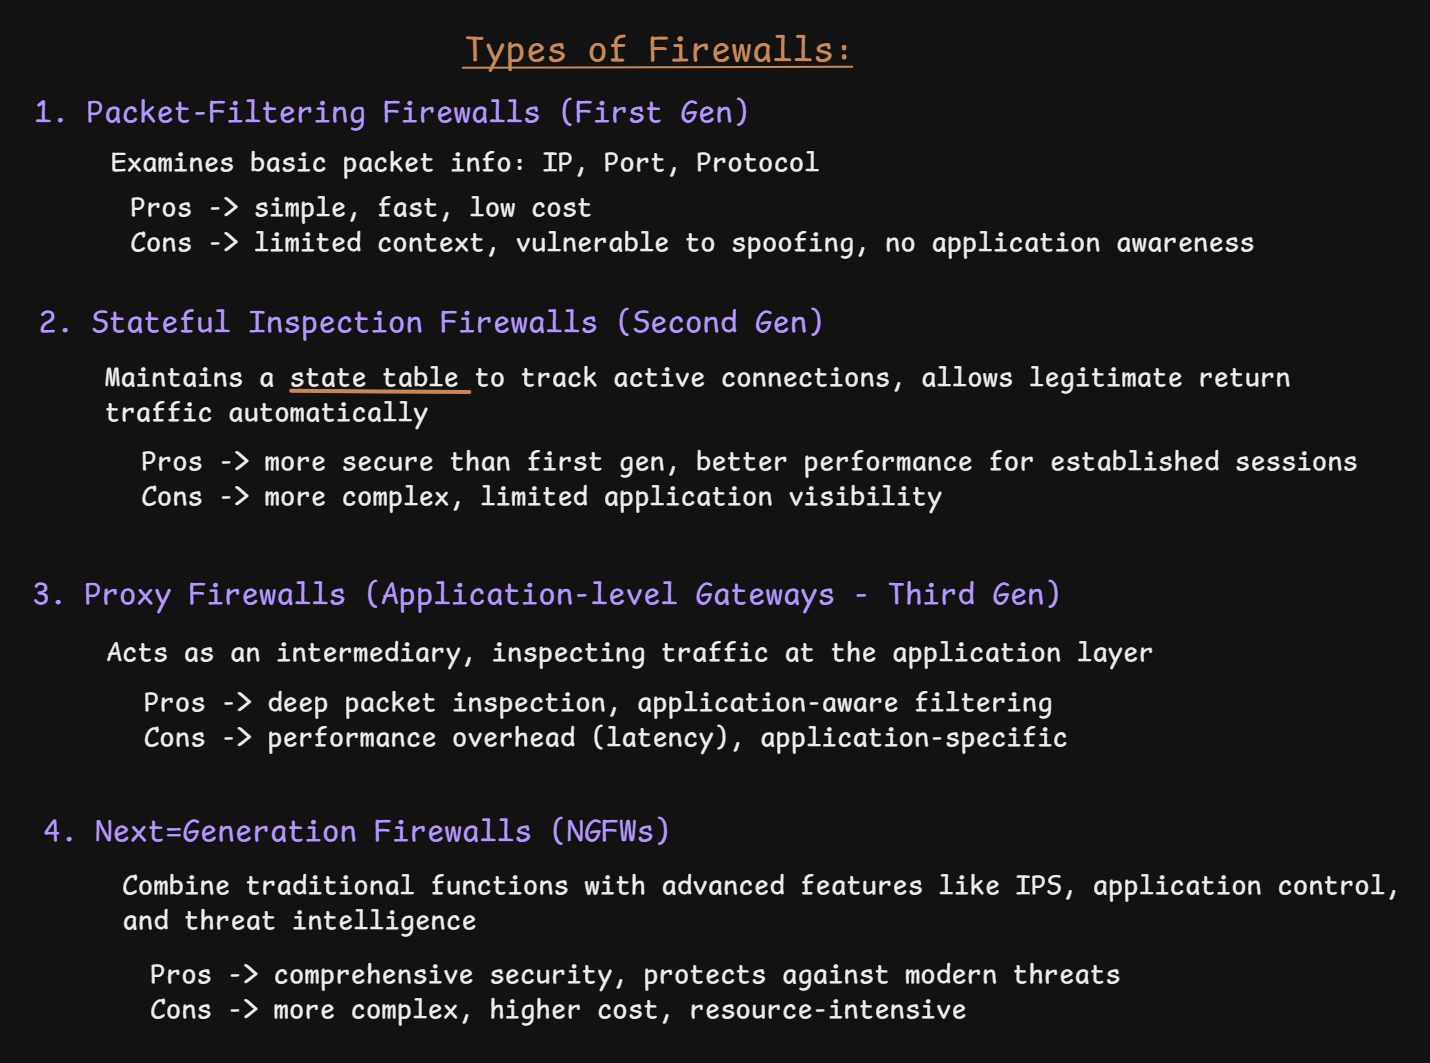 Types of Firewalls:
1. Packet-Filtering Firewalls (First Gen)
Examines basic packet info: IP, Port, Protocol
Pros -> simple, fast, low cost
Cons -> limited context, vulnerable to spoofing, no application awareness
2. Stateful Inspection Firewalls (Second Gen)
Maintains a state table to track active connections, allows legitimate return
traffic automatically
Pros -> more secure than first gen, better performance for established sessions
Cons -> more complex, limited application visibility
3. Proxy Firewalls (Application-level Gateways - Third Gen)
Acts as an intermediary, inspecting traffic at the application layer
Pros -> deep packet inspection, application-aware filtering
Cons -> performance overhead (latency), application-specific
4. Next=Generation Firewalls (NGFWs)
Combine traditional functions with advanced features like IPS, application control,
and threat intelligence
Pros -> comprehensive security, protects against modern threats
Cons -> more complex, higher cost, resource-intensive